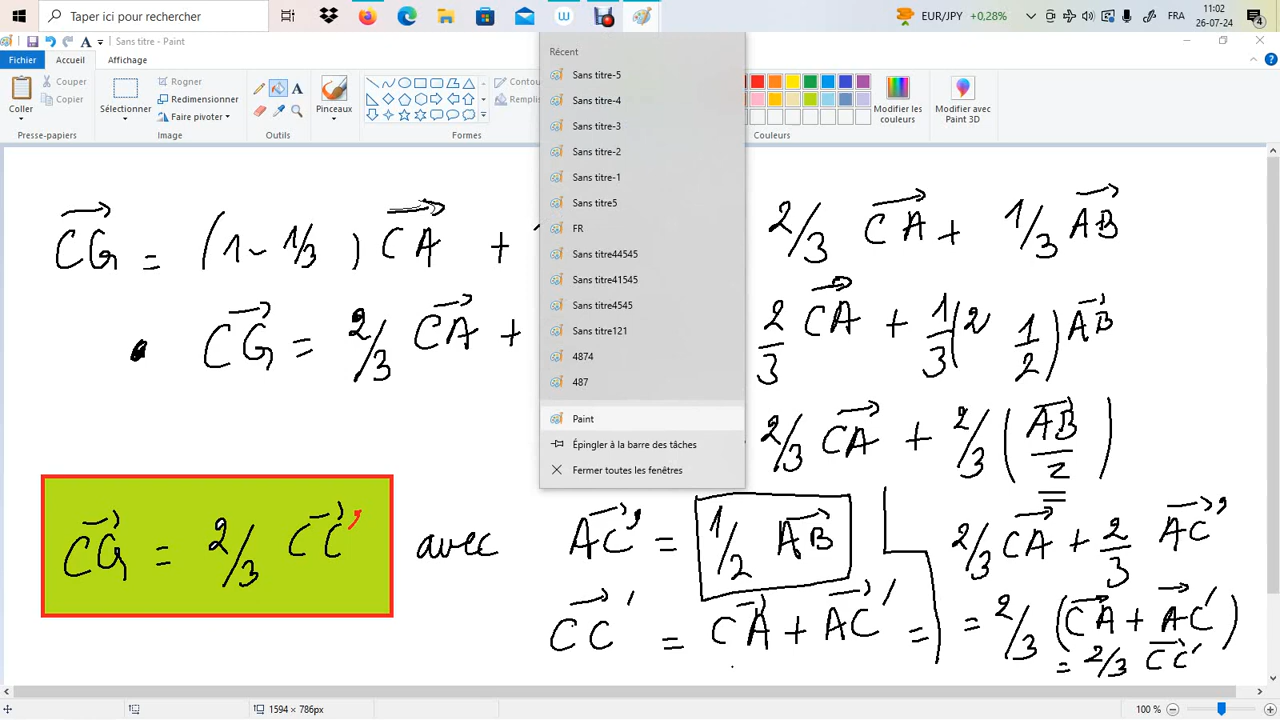 Taper ici pour rechercher
EUR/JPY +0,28%
FRA
11:02
26-07-24
4
Sans titre - Paint
Fichier Accueil Affichage
Coller
Couper
Copier
Presse-papiers
Sélectionner
Rogner
Redimensionner
Faire pivoter
Image
A
Outils
Pinceaux
Formes
Contou
Remplis
Couleurs
Modifier les couleurs
Modifier avec Paint 3D
Récent
Sans titre-5
Sans titre-4
Sans titre-3
Sans titre-2
Sans titre-1
Sans titre5
FR
Sans titre44545
Sans titre41545
Sans titre4545
Sans titre121
4874
487
Paint
Épingler à la barre des tâches
Fermer toutes les fenêtres
CG = (1 - 1/3) CA + 2/3 CA + 1/3 AB
CG = 2/3 CA + 2/3 CA + 1/3 (2 1/2) AB
2/3 CA + 2/3 (AB/2)
CG = 2/3 CC' avec AC' = 1/2 AB
2/3 CA + 2/3 AC'
CC' = CA + AC' = = 2/3 (CA + AC')
= 2/3 CC'
1594 × 786px
100 %